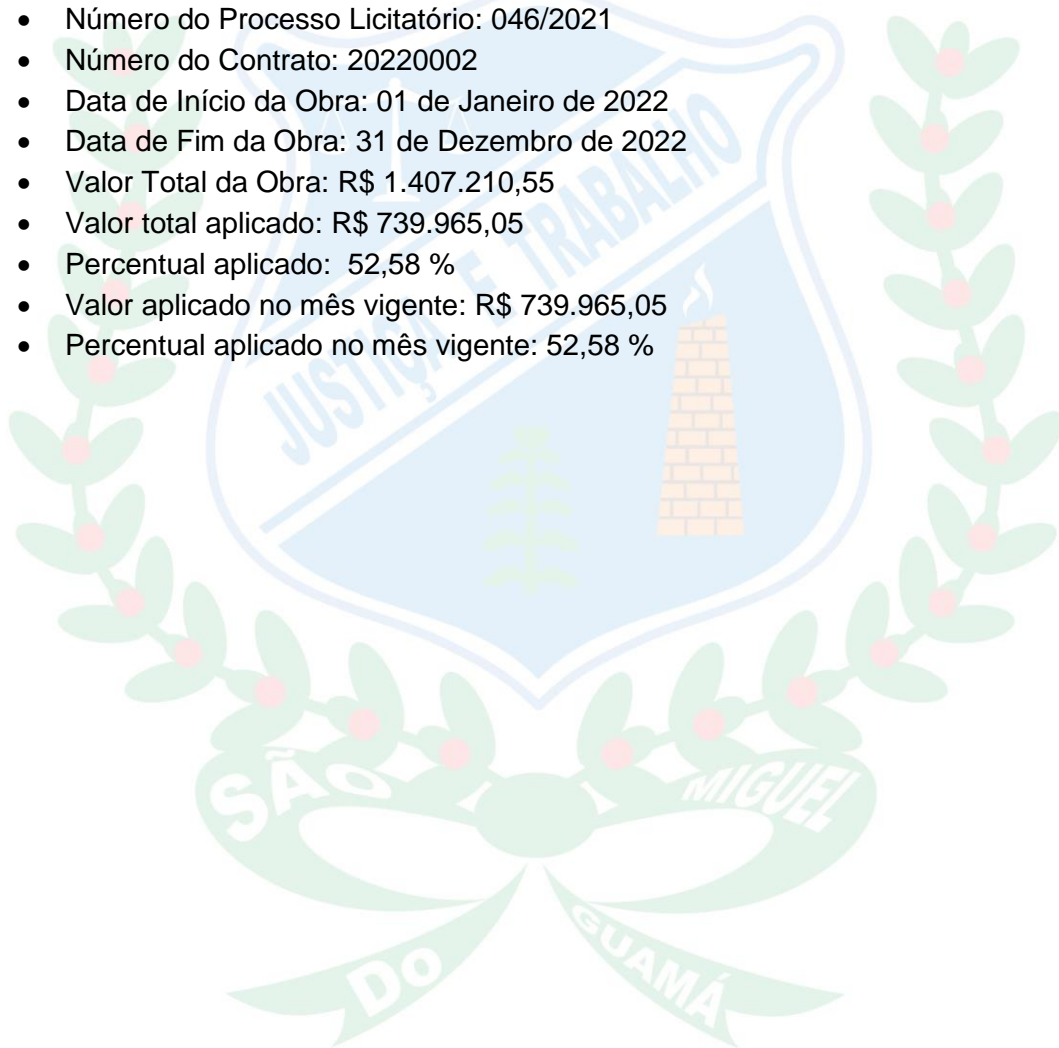 • Número do Processo Licitatório: 046/2021
• Número do Contrato: 20220002
• Data de Início da Obra: 01 de Janeiro de 2022
• Data de Fim da Obra: 31 de Dezembro de 2022
• Valor Total da Obra: R$ 1.407.210,55
• Valor total aplicado: R$ 739.965,05
• Percentual aplicado: 52,58 %
• Valor aplicado no mês vigente: R$ 739.965,05
• Percentual aplicado no mês vigente: 52,58 %
JUSTIÇA E TRABALHO
SÃO MIGUEL
DO GUAMÁ